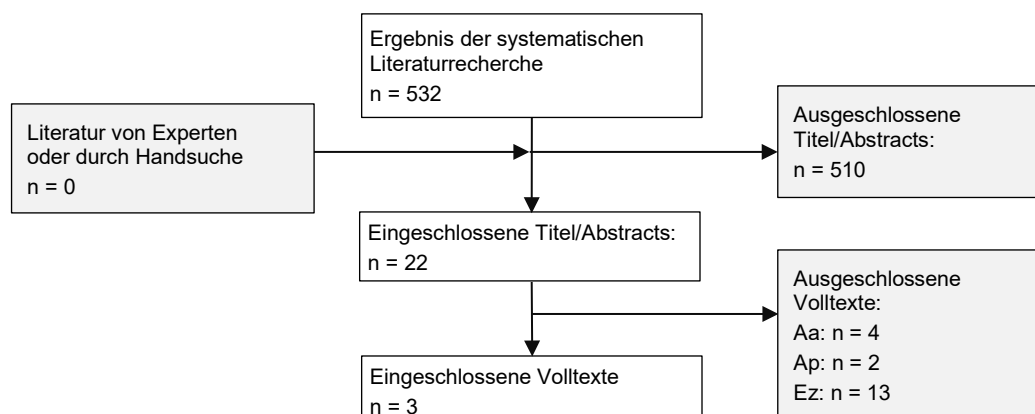 Ergebnis der systematischen
Literaturrecherche
n = 532
Literatur von Experten
oder durch Handsuche
n = 0
Ausgeschlossene
Titel/Abstracts:
n = 510
Eingeschlossene Titel/Abstracts:
n = 22
Ausgeschlossene
Volltexte:
Aa: n = 4
Ap: n = 2
Ez: n = 13
Eingeschlossene Volltexte
n = 3